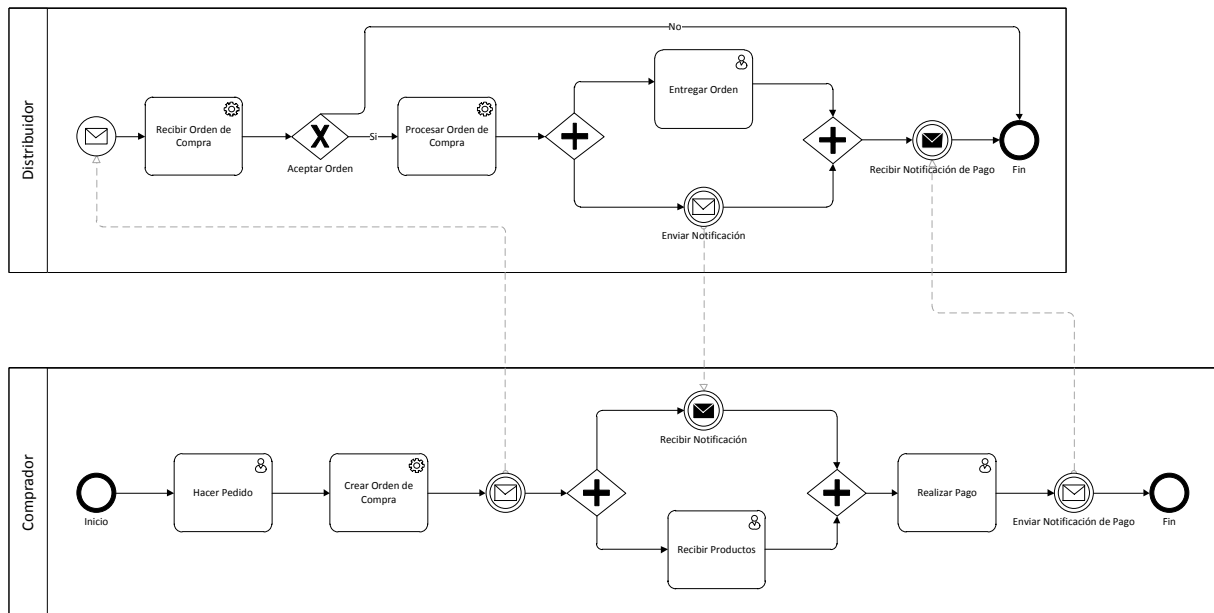 Distribuidor
No
Recibir Orden de
Compra
Aceptar Orden
Si
Procesar Orden de
Compra
Entregar Orden
Enviar Notificación
Recibir Notificación de Pago
Fin
Comprador
Inicio
Hacer Pedido
Crear Orden de
Compra
Recibir Notificación
Recibir Productos
Realizar Pago
Enviar Notificación de Pago
Fin